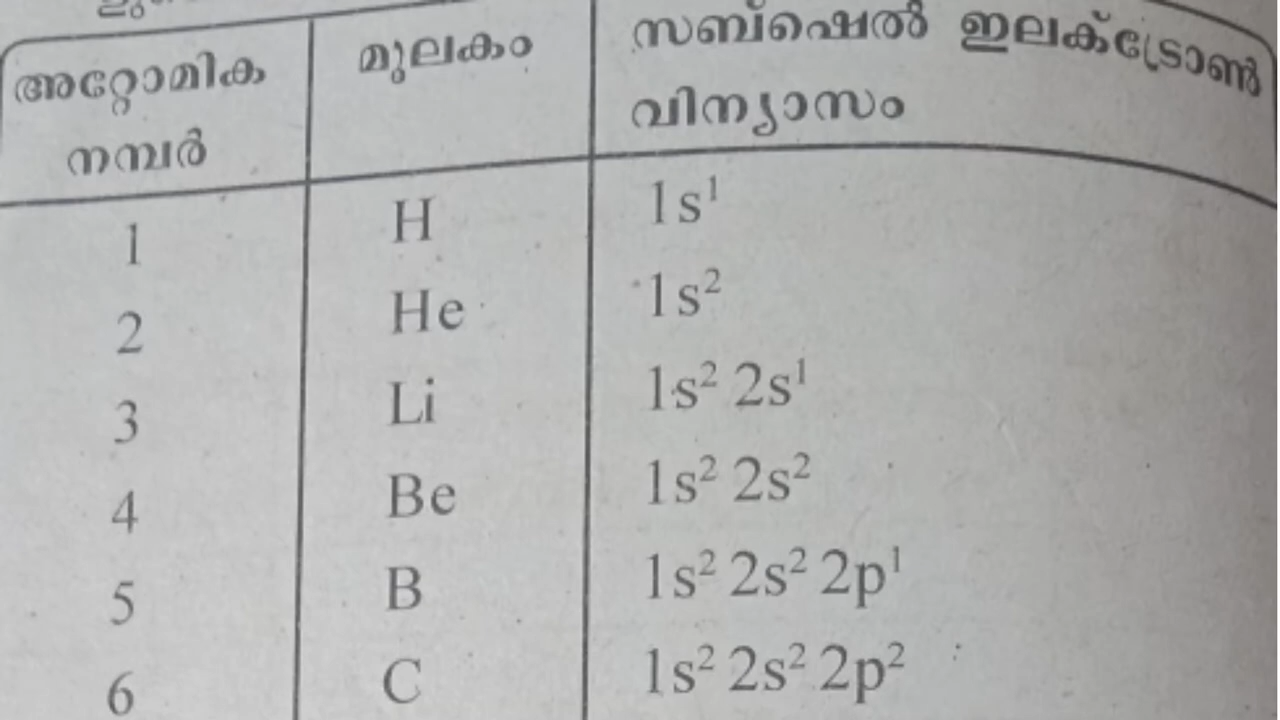 അറ്റോമിക നമ്പർ | മൂലകം | സബ്ഷെൽ ഇലക്ട്രോൺ വിന്യാസം
1 | H | 1s¹
2 | He | 1s²
3 | Li | 1s² 2s¹
4 | Be | 1s² 2s²
5 | B | 1s² 2s² 2p¹
6 | C | 1s² 2s² 2p²